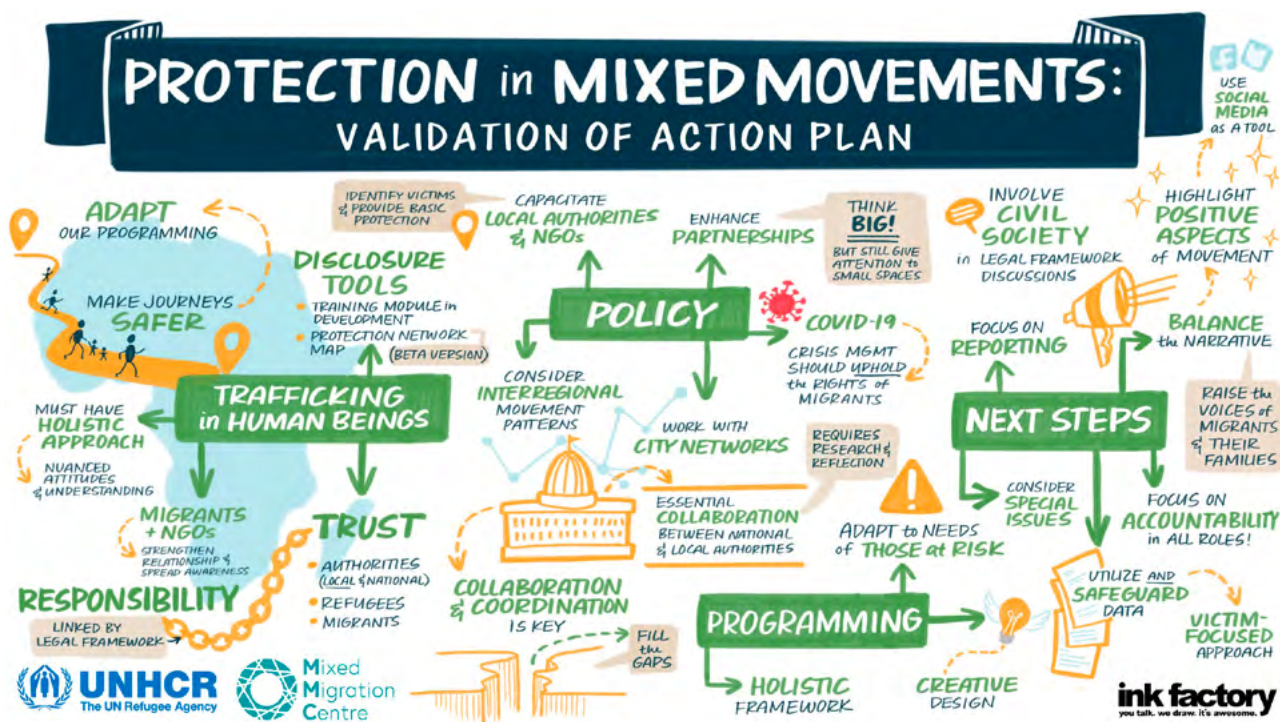 PROTECTION in MIXED MOVEMENTS:
VALIDATION OF ACTION PLAN
USE
SOCIAL
MEDIA
as A TOOL
ADAPT
OUR PROGRAMMING
MAKE JOURNEYS
SAFER
IDENTIFY VICTIMS
& PROVIDE BASIC
PROTECTION
DISCLOSURE
TOOLS
• TRAINING MODULE in
DEVELOPMENT
• PROTECTION NETWORK
MAP
(BETA VERSION)
TRAFFICKING
in HUMAN BEINGS
MUST HAVE
HOLISTIC
APPROACH
NUANCED
ATTITUDES
& UNDERSTANDING
MIGRANTS
+ NGOs
STRENGTHEN
RELATIONSHIP &
SPREAD AWARENESS
TRUST
• AUTHORITIES
(LOCAL & NATIONAL)
• REFUGEES
• MIGRANTS
RESPONSIBILITY
LINKED BY
LEGAL FRAMEWORK
CAPACITATE
LOCAL AUTHORITIES
& NGOs
ENHANCE
PARTNERSHIPS
THINK
BIG!
BUT STILL GIVE
ATTENTION to
SMALL SPACES
POLICY
COVID-19
CRISIS MGMT
SHOULD UPHOLD
the RIGHTS of
MIGRANTS
CONSIDER
INTERREGIONAL
MOVEMENT
PATTERNS
WORK WITH
CITY NETWORKS
REQUIRES
RESEARCH &
REFLECTION
ESSENTIAL
COLLABORATION
BETWEEN NATIONAL
& LOCAL AUTHORITIES
COLLABORATION
& COORDINATION
IS KEY
FILL
the
GAPS
ADAPT to NEEDS
of THOSE at RISK
PROGRAMMING
HOLISTIC
FRAMEWORK
CREATIVE
DESIGN
INVOLVE
CIVIL
SOCIETY
in LEGAL FRAMEWORK
DISCUSSIONS
HIGHLIGHT
POSITIVE
ASPECTS
of MOVEMENT
FOCUS ON
REPORTING
BALANCE
the NARRATIVE
RAISE the
VOICES of
MIGRANTS
& THEIR
FAMILIES
NEXT STEPS
CONSIDER
SPECIAL
ISSUES
FOCUS ON
ACCOUNTABILITY
in ALL ROLES!
UTILIZE AND
SAFEGUARD
DATA
VICTIM-
FOCUSED
APPROACH
UNHCR
The UN Refugee Agency
Mixed
Migration
Centre
ink factory
you talk. we draw. it's awesome.